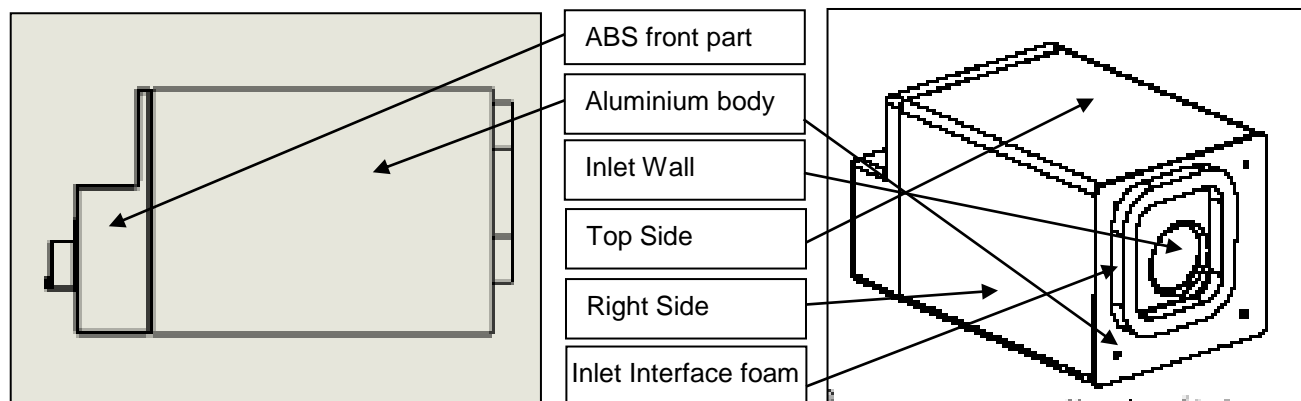 ABS front part
Aluminium body
Inlet Wall
Top Side
Right Side
Inlet Interface foam